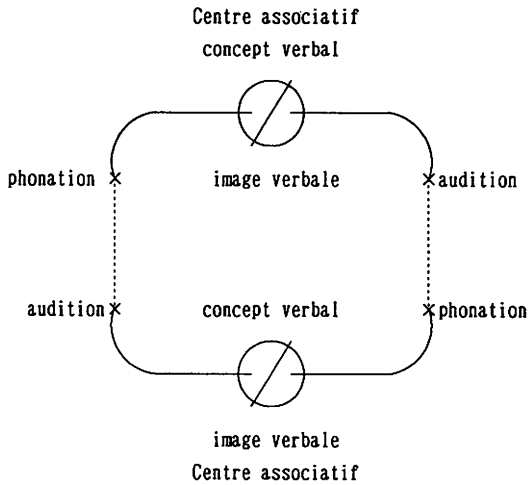 Centre associatif
concept verbal
phonation
image verbale
audition
audition
concept verbal
phonation
image verbale
Centre associatif